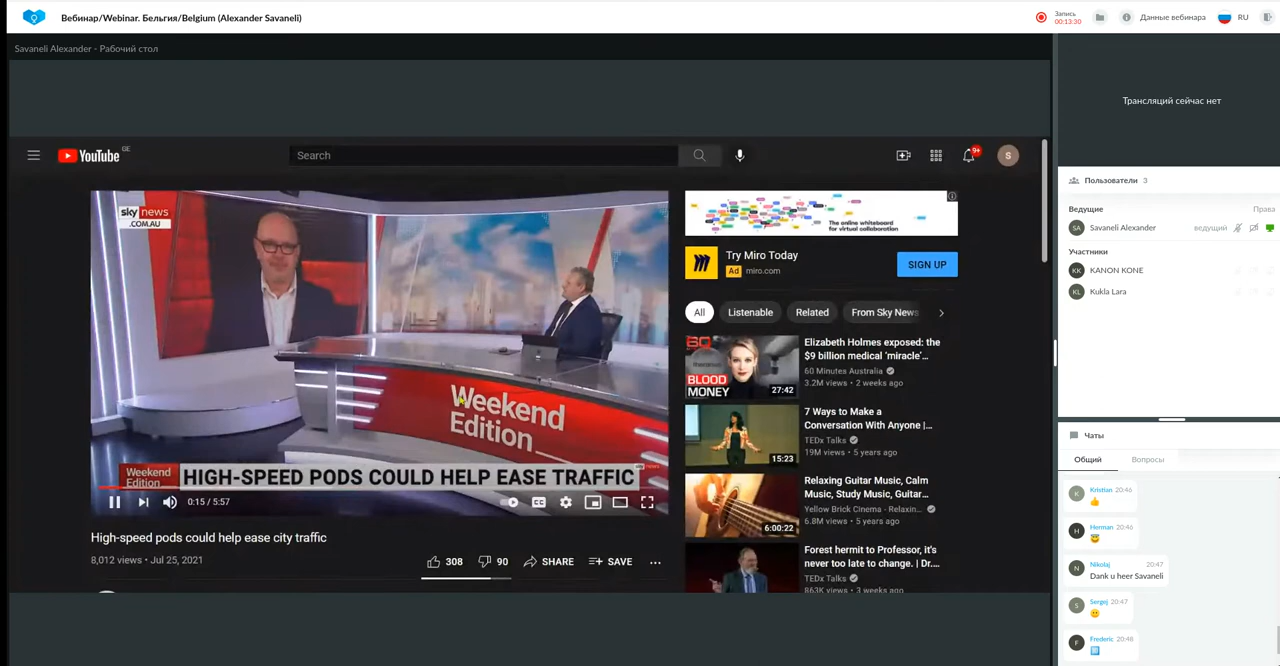 Вебинар/Webinar. Бельгия/Belgium (Alexander Savaneli)
Запись
00:13:30
Данные вебинара
RU
Savaneli Alexander - Рабочий стол
YouTube GE
Search
9+
S
sky news
.COM.AU
Weekend
Edition
Weekend
Edition
HIGH-SPEED PODS COULD HELP EASE TRAFFIC
sky news
0:15 / 5:57
High-speed pods could help ease city traffic
8,012 views • Jul 25, 2021
308
90
SHARE
SAVE
The online whiteboard
for virtual collaboration
Try Miro Today
Ad miro.com
SIGN UP
All
Listenable
Related
From Sky News
BLOOD
MONEY
27:42
Elizabeth Holmes exposed: the
$9 billion medical 'miracle'...
60 Minutes Australia
3.2M views • 2 weeks ago
15:23
7 Ways to Make a
Conversation With Anyone |...
TEDx Talks
19M views • 5 years ago
6:00:22
Relaxing Guitar Music, Calm
Music, Study Music, Guitar...
Yellow Brick Cinema - Relaxin...
6.8M views • 5 years ago
Forest hermit to Professor, it's
never too late to change. | Dr....
TEDx Talks
863K views • 3 weeks ago
Трансляций сейчас нет
Пользователи 3
Ведущие
Права
SA Savaneli Alexander ведущий
Участники
KK KANON KONE
KL Kukla Lara
Чаты
Общий
Вопросы
K Kristian 20:46
H Herman 20:46
N Nikolaj 20:47
Dank u heer Savaneli
S Sergej 20:47
F Frederic 20:48